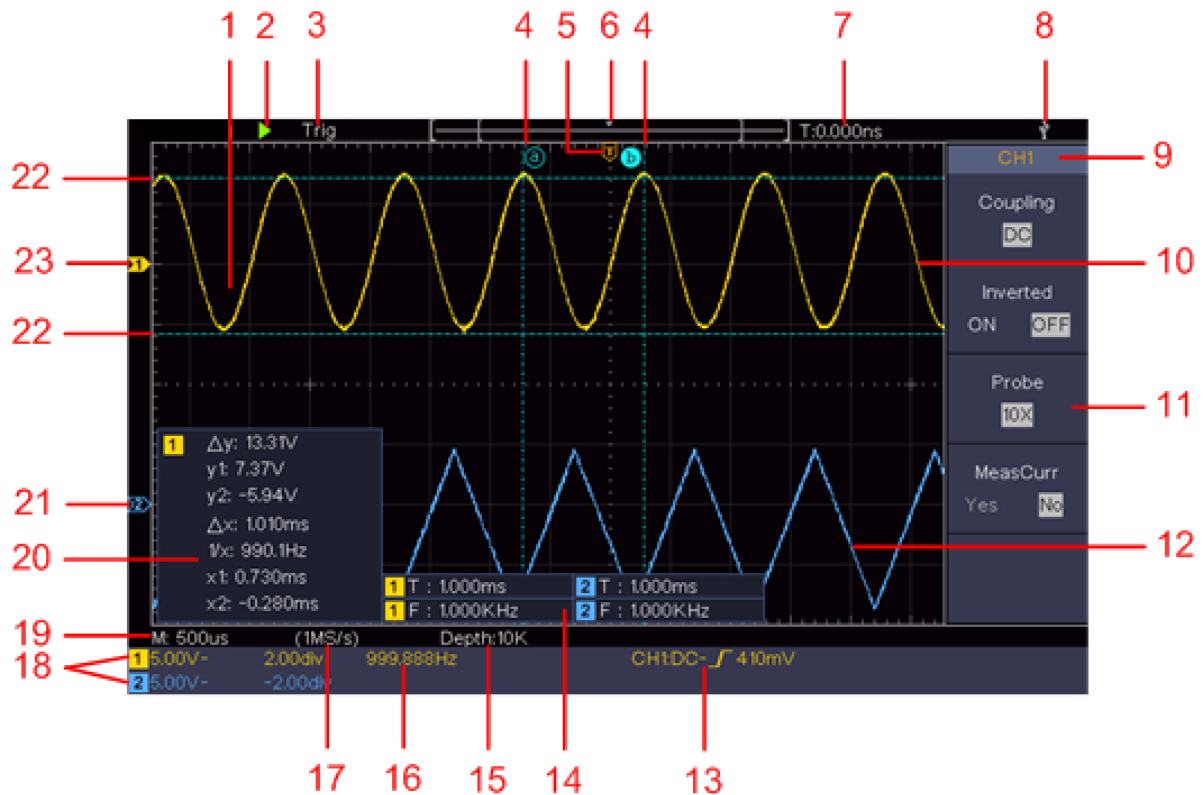 1 2 3 4 5 6 4 7 8
Trig T:0.000ns
a T b
CH1 9
22
Coupling
DC
23 1 10
Inverted
ON OFF
22
Probe
10X 11
1 Δy: 13.31V
y1: 7.37V
y2: -5.94V
Δx: 1.010ms
1/x: 990.1Hz
x1: 0.730ms
x2: -0.280ms
MeasCurr
Yes No
21 2
20 12
1 T : 1.000ms 2 T : 1.000ms
1 F : 1.000KHz 2 F : 1.000KHz
19 M: 500us (1MS/s) Depth:10K
18 1 5.00V- 2.00div 999.888Hz CH1:DC- 410mV
2 5.00V- -2.00div
17 16 15 14 13